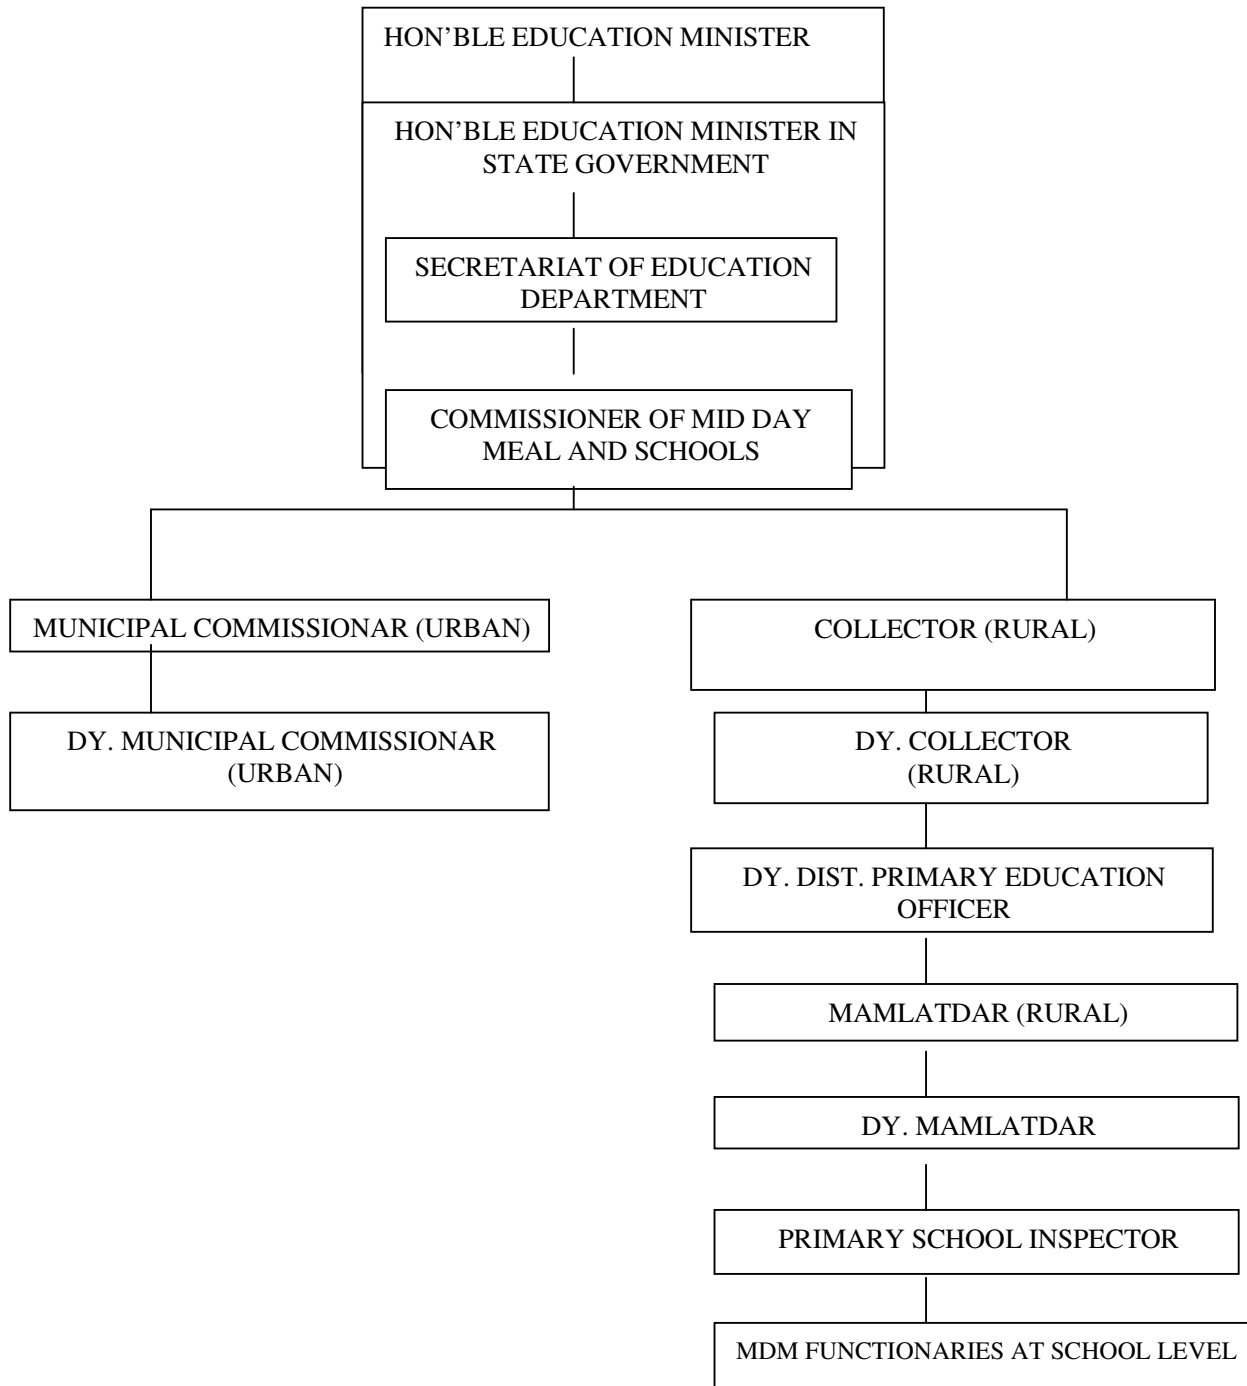 HON’BLE EDUCATION MINISTER
HON’BLE EDUCATION MINISTER IN
STATE GOVERNMENT
SECRETARIAT OF EDUCATION
DEPARTMENT
COMMISSIONER OF MID DAY
MEAL AND SCHOOLS
MUNICIPAL COMMISSIONAR (URBAN)
DY. MUNICIPAL COMMISSIONAR
(URBAN)
COLLECTOR (RURAL)
DY. COLLECTOR
(RURAL)
DY. DIST. PRIMARY EDUCATION
OFFICER
MAMLATDAR (RURAL)
DY. MAMLATDAR
PRIMARY SCHOOL INSPECTOR
MDM FUNCTIONARIES AT SCHOOL LEVEL